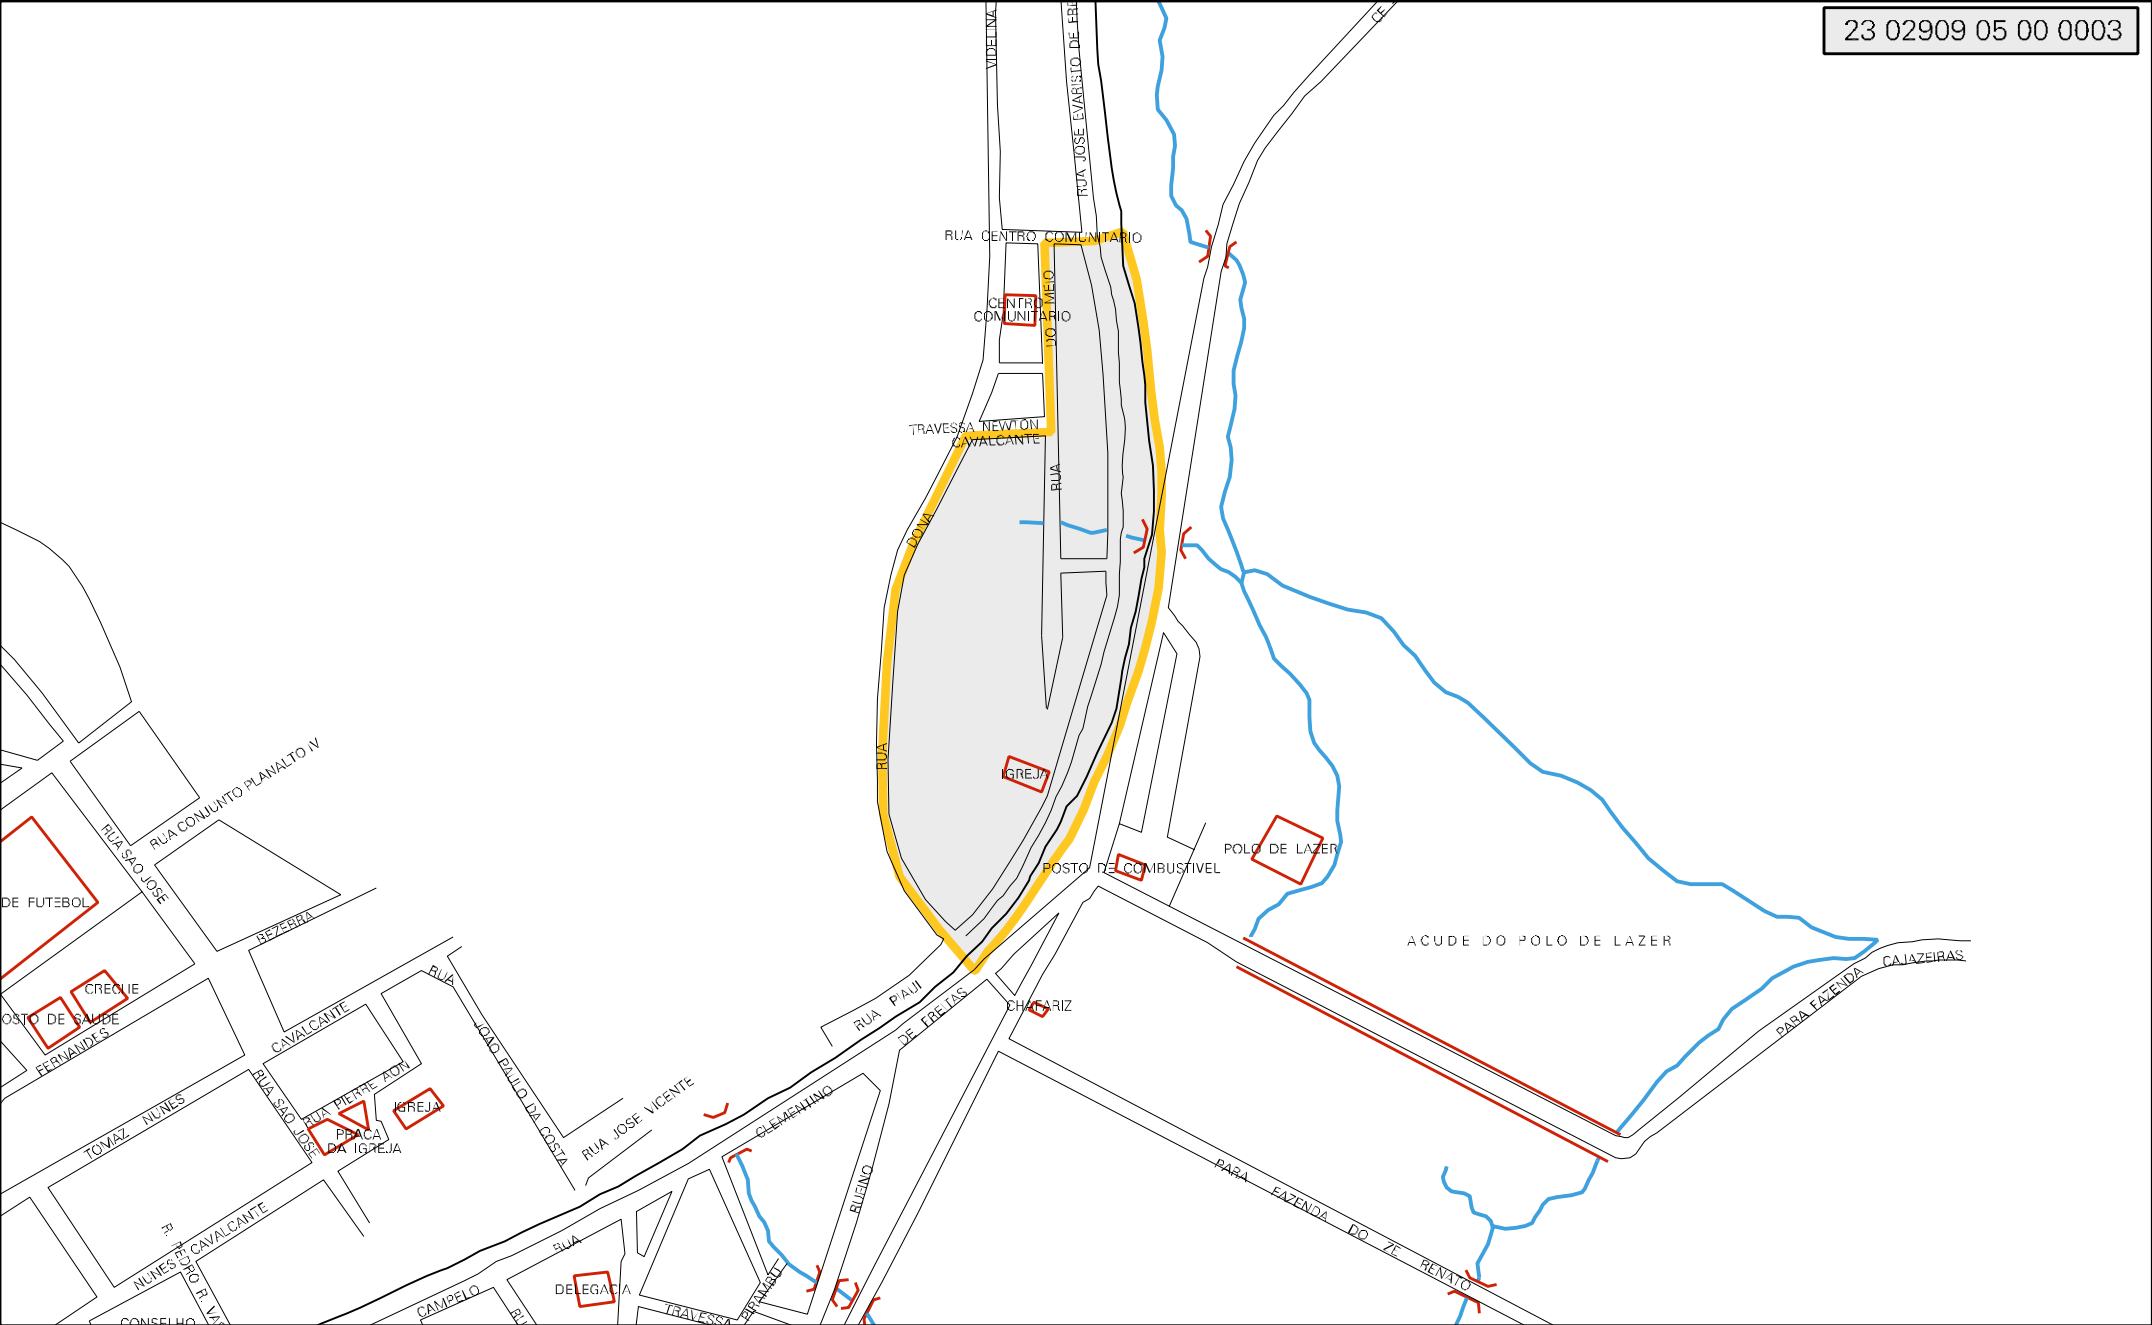 23 02909 05 00 0003
VIDELINA
RUA JOSE EVARISTO DE FRE
CE
RUA CENTRO COMUNITARIO
CENTRO
COMUNITARIO
DO MEIO
TRAVESSA NEWTON
CAVALCANTE
RUA
DONA
RUA
IGREJA
POSTO DE COMBUSTIVEL
POLO DE LAZER
ACUDE DO POLO DE LAZER
PARA FAZENDA
CAJAZEIRAS
RUA CONJUNTO PLANALTO IV
RUA SAO JOSE
DE FUTEBOL
BEZERRA
CRECHE
OSTO DE SAUDE
FERNANDES
CAVALCANTE
RUA
JOAO PAULO DA COSTA
RUA PIAUI
DE FREITAS
CHAFARIZ
RUA PIERRE AON
RUA SAO JOSE
IGREJA
PRACA
DA IGREJA
TOMAZ NUNES
RUA JOSE VICENTE
CLEMENTINO
RUFINO
PARA FAZENDA DO ZE RENATO
NUNES CAVALCANTE
R. PEDRO R. VAS
RUA
CAMPELO
DELEGACIA
PIRAMBU
TRAVESSA
RU
CONSELHO